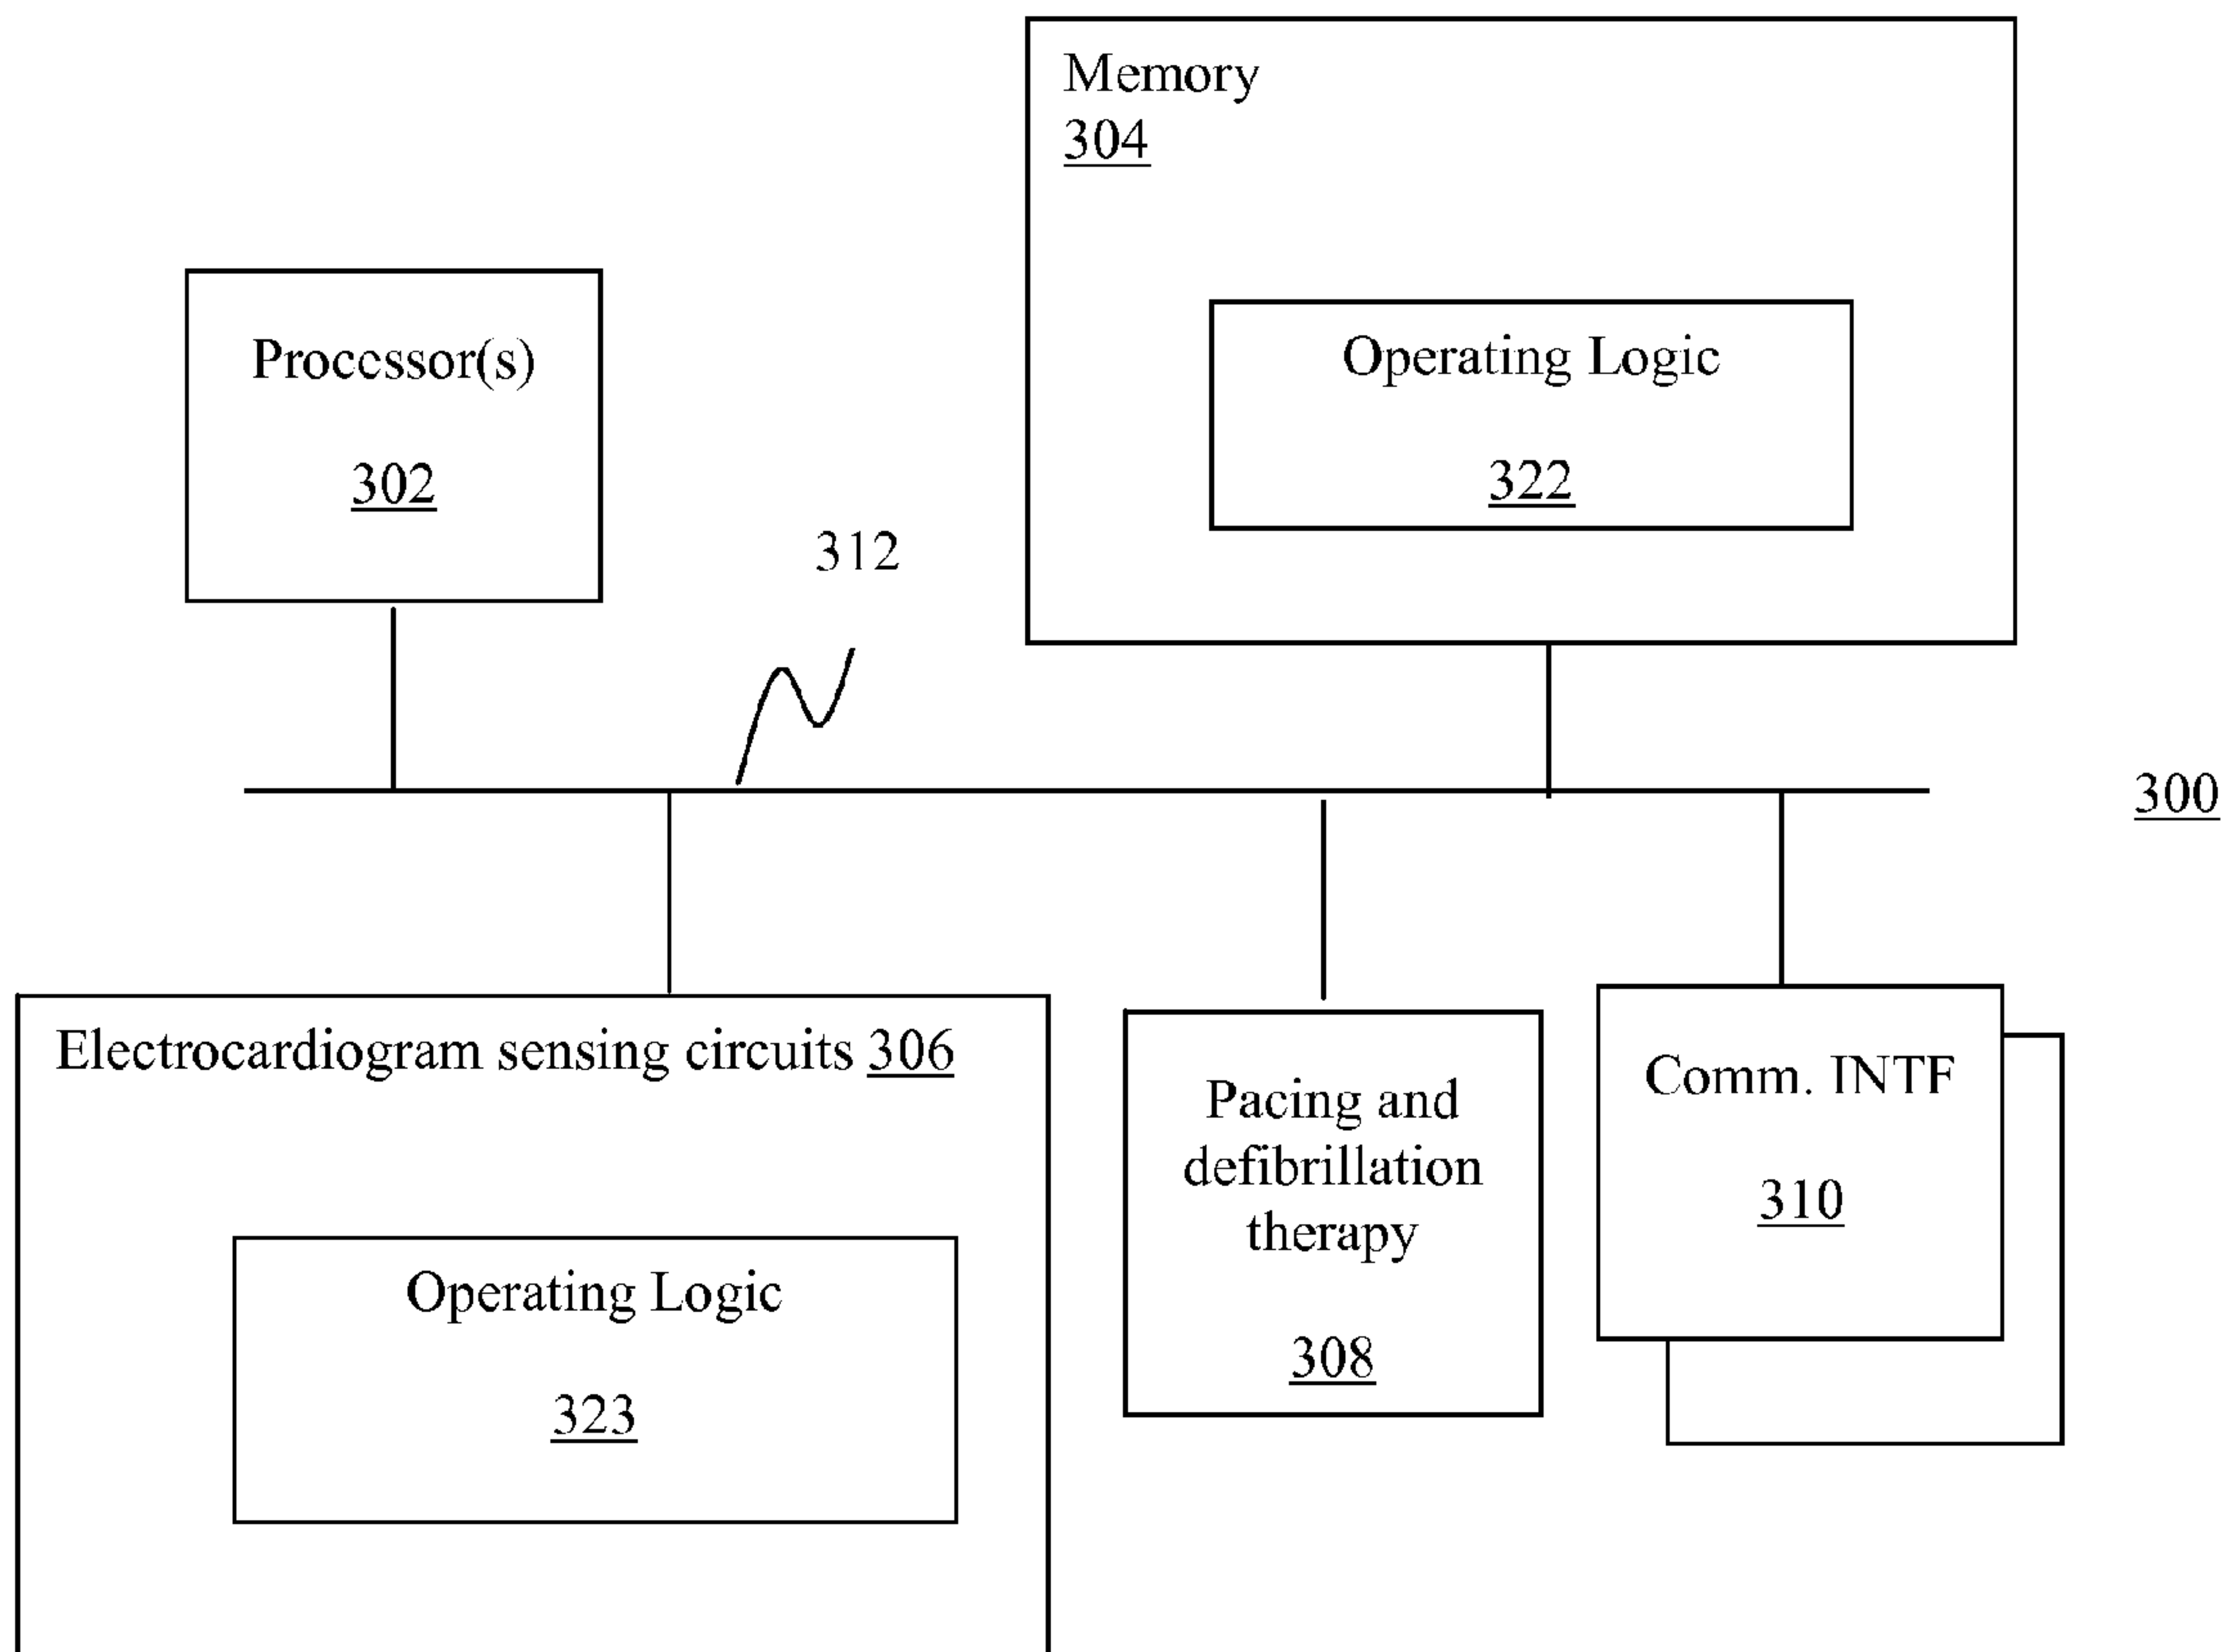 Memory
304
Operating Logic
322
Processor(s)
302
312
300
Electrocardiogram sensing circuits 306
Operating Logic
323
Pacing and
defibrillation
therapy
308
Comm. INTF
310